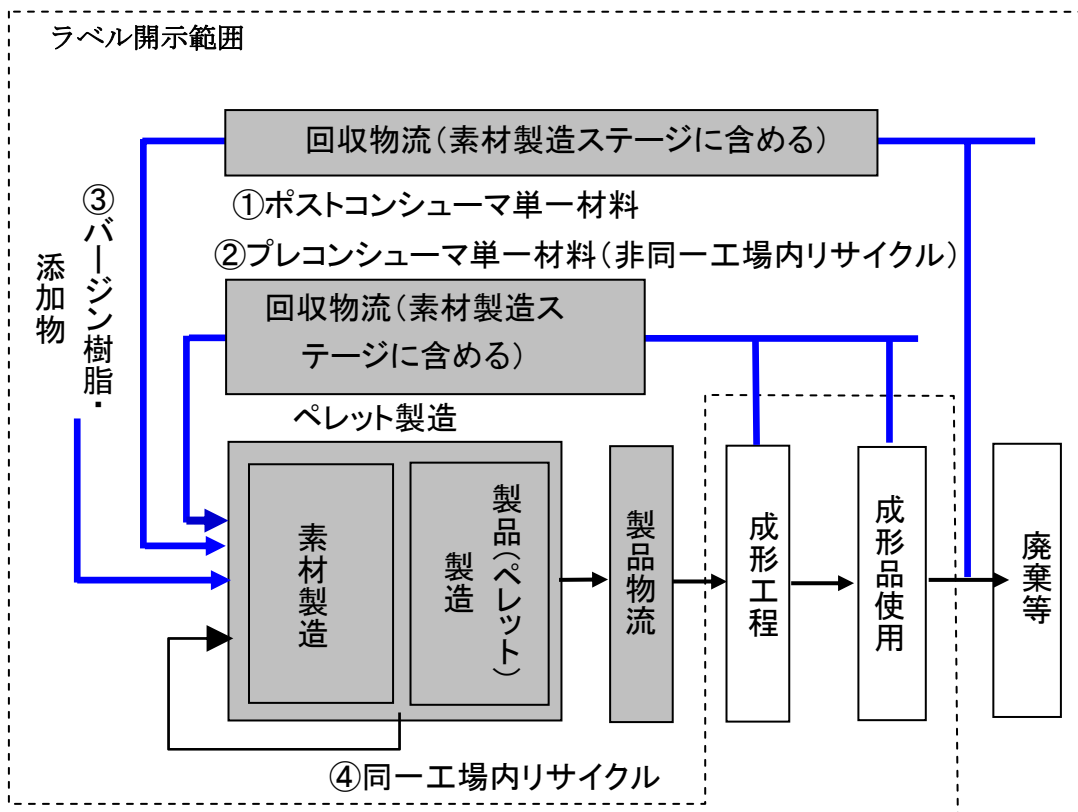 ラベル開示範囲
回収物流(素材製造ステージに含める)
①ポストコンシューマ単一材料
②プレコンシューマ単一材料(非同一工場内リサイクル)
③バージン樹脂・
添加物
回収物流(素材製造ス
テージに含める)
ペレット製造
素材製造
製品(ペレット)
製造
製品物流
成形工程
成形品使用
廃棄等
④同一工場内リサイクル